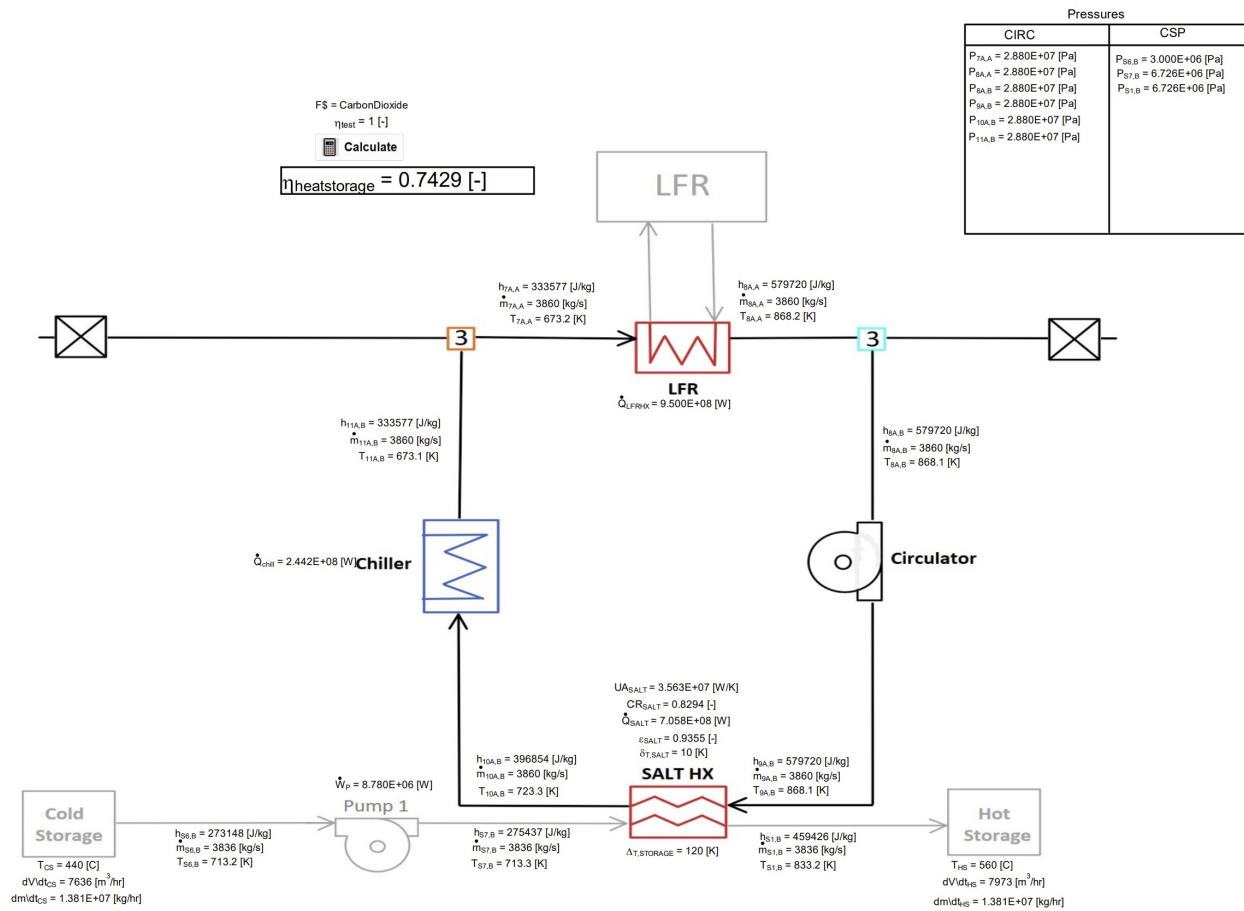 Pressures
CIRC
CSP
P7A,A = 2.880E+07 [Pa]
P8A,A = 2.880E+07 [Pa]
P8A,B = 2.880E+07 [Pa]
P9A,B = 2.880E+07 [Pa]
P10A,B = 2.880E+07 [Pa]
P11A,B = 2.880E+07 [Pa]
PS6,B = 3.000E+06 [Pa]
PS7,B = 6.726E+06 [Pa]
PS1,B = 6.726E+06 [Pa]
F$ = CarbonDioxide
ηtest = 1 [-]
Calculate
ηheatstorage = 0.7429 [-]
LFR
h7A,A = 333577 [J/kg]
ṁ7A,A = 3860 [kg/s]
T7A,A = 673.2 [K]
h8A,A = 579720 [J/kg]
ṁ8A,A = 3860 [kg/s]
T8A,A = 868.2 [K]
3
3
LFR
Q̇LFRHX = 9.500E+08 [W]
h11A,B = 333577 [J/kg]
ṁ11A,B = 3860 [kg/s]
T11A,B = 673.1 [K]
h8A,B = 579720 [J/kg]
ṁ8A,B = 3860 [kg/s]
T8A,B = 868.1 [K]
Q̇chill = 2.442E+08 [W]
Chiller
Circulator
UASALT = 3.563E+07 [W/K]
CRSALT = 0.8294 [-]
Q̇SALT = 7.058E+08 [W]
εSALT = 0.9355 [-]
δT,SALT = 10 [K]
SALT HX
h10A,B = 396854 [J/kg]
ṁ10A,B = 3860 [kg/s]
T10A,B = 723.3 [K]
h9A,B = 579720 [J/kg]
ṁ9A,B = 3860 [kg/s]
T9A,B = 868.1 [K]
ẆP = 8.780E+06 [W]
Pump 1
Cold
Storage
Hot
Storage
hS6,B = 273148 [J/kg]
ṁS6,B = 3836 [kg/s]
TS6,B = 713.2 [K]
hS7,B = 275437 [J/kg]
ṁS7,B = 3836 [kg/s]
TS7,B = 713.3 [K]
ΔT,STORAGE = 120 [K]
hS1,B = 459426 [J/kg]
ṁS1,B = 3836 [kg/s]
TS1,B = 833.2 [K]
TCS = 440 [C]
dV\dtCS = 7636 [m³/hr]
dm\dtCS = 1.381E+07 [kg/hr]
THS = 560 [C]
dV\dtHS = 7973 [m³/hr]
dm\dtHS = 1.381E+07 [kg/hr]